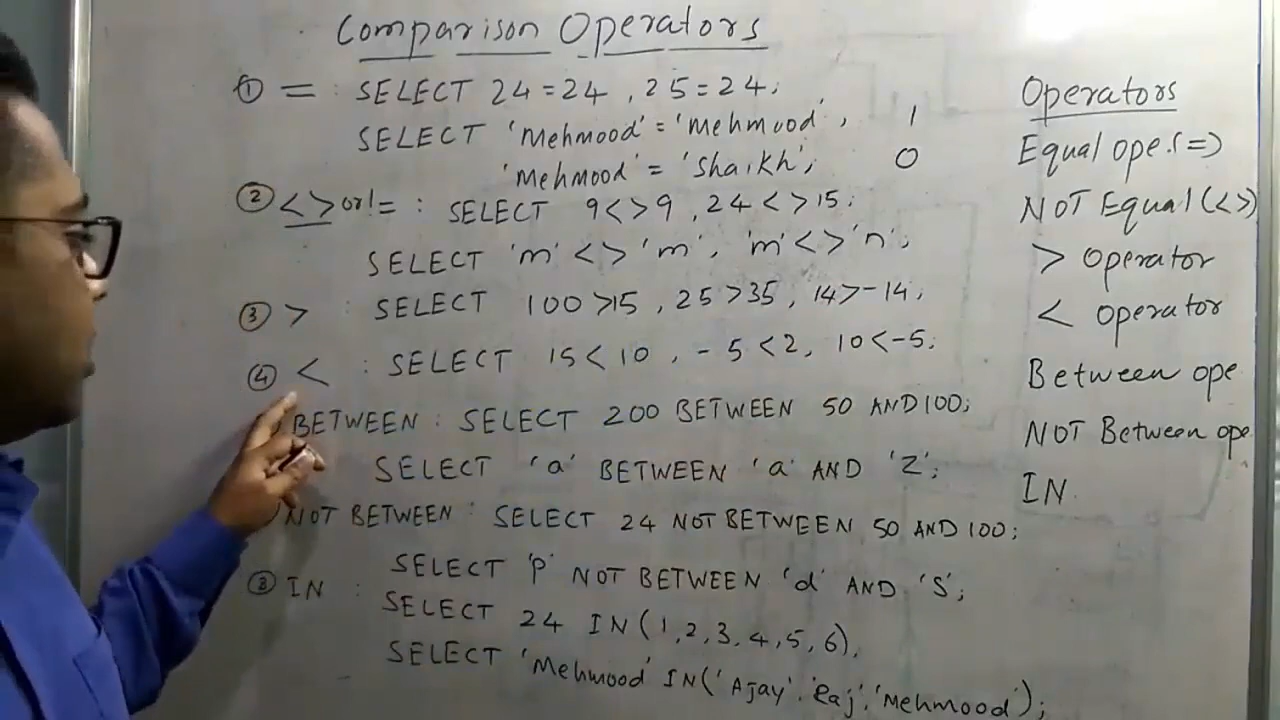 Comparison Operators
① = : SELECT 24=24 , 25=24;
SELECT 'Mehmood'='Mehmood',
'Mehmood' = 'Shaikh';
1
0
② <> or != : SELECT 9<>9 , 24<>15;
SELECT 'm' <> 'm', 'm'<>'n';
③ > : SELECT 100>15 , 25>35, 14>-14;
④ < : SELECT 15<10 , -5<2, 10<-5;
BETWEEN : SELECT 200 BETWEEN 50 AND 100;
SELECT 'a' BETWEEN 'a' AND 'Z';
NOT BETWEEN : SELECT 24 NOT BETWEEN 50 AND 100;
SELECT 'P' NOT BETWEEN 'd' AND 'S';
⑧ IN : SELECT 24 IN(1,2,3,4,5,6),
SELECT 'Mehmood' IN('Ajay','Raj','Mehmood');
Operators
Equal ope.(=)
NOT Equal(<>)
> operator
< operator
Between ope
NOT Between ope
IN